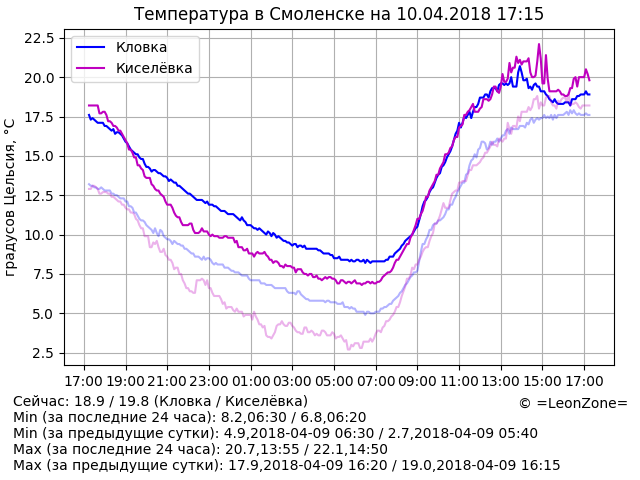 Температура в Смоленске на 10.04.2018 17:15
22.5
20.0
17.5
15.0
12.5
10.0
7.5
5.0
2.5
градусов Цельсия, °C
Кловка
Киселёвка
17:00 19:00 21:00 23:00 01:00 03:00 05:00 07:00 09:00 11:00 13:00 15:00 17:00
Сейчас: 18.9 / 19.8 (Кловка / Киселёвка)
© =LeonZone=
Min (за последние 24 часа): 8.2,06:30 / 6.8,06:20
Min (за предыдущие сутки): 4.9,2018-04-09 06:30 / 2.7,2018-04-09 05:40
Max (за последние 24 часа): 20.7,13:55 / 22.1,14:50
Max (за предыдущие сутки): 17.9,2018-04-09 16:20 / 19.0,2018-04-09 16:15